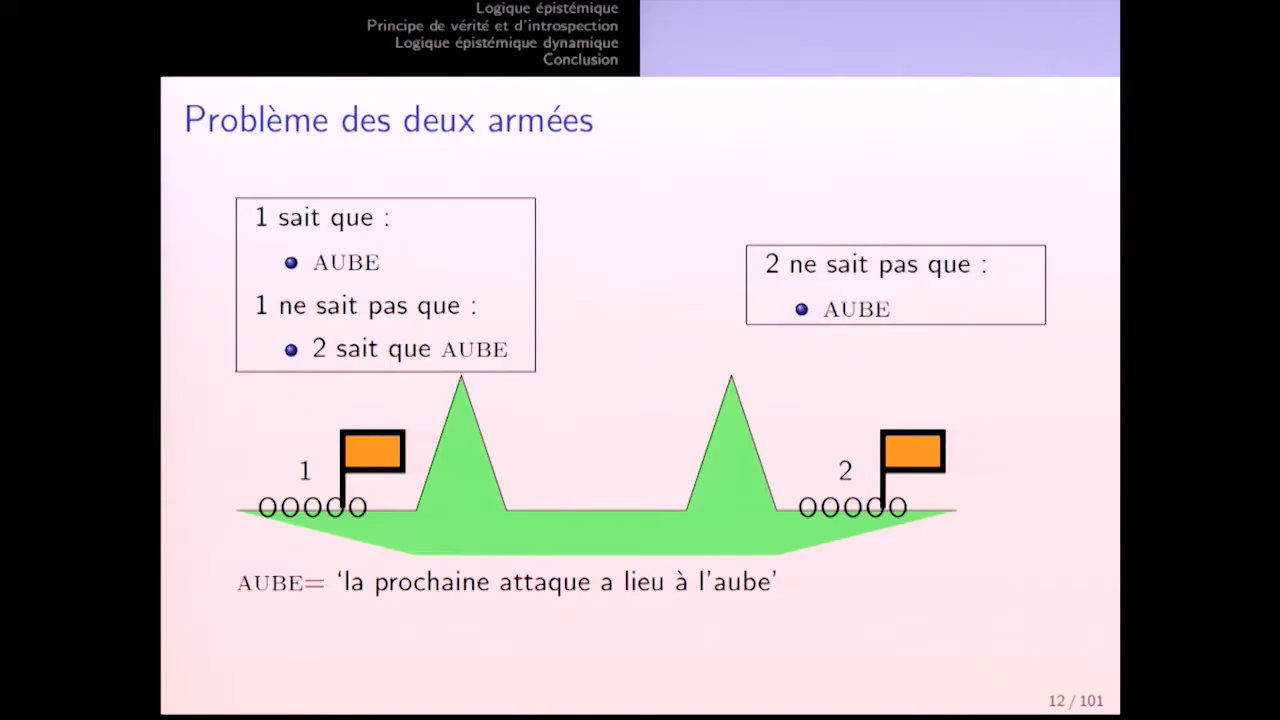 Logique épistémique
Principe de vérité et d'introspection
Logique épistémique dynamique
Conclusion
Problème des deux armées
1 sait que :
AUBE
1 ne sait pas que :
2 sait que AUBE
2 ne sait pas que :
AUBE
1
OOOOO
2
OOOOO
AUBE= ‘la prochaine attaque a lieu à l’aube’
12 / 101